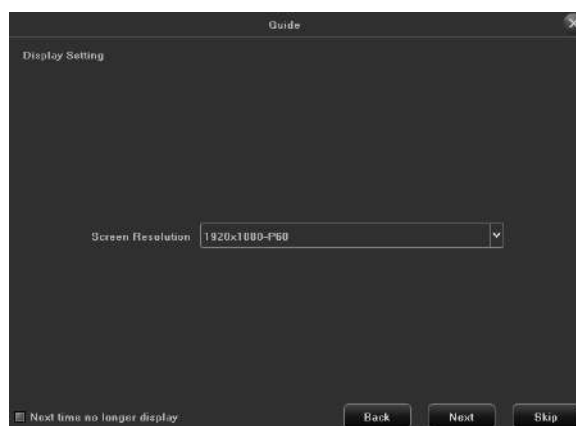 Guide
Display Setting
Screen Resolution 1920x1080-P60
Next time no longer display Back Next Skip